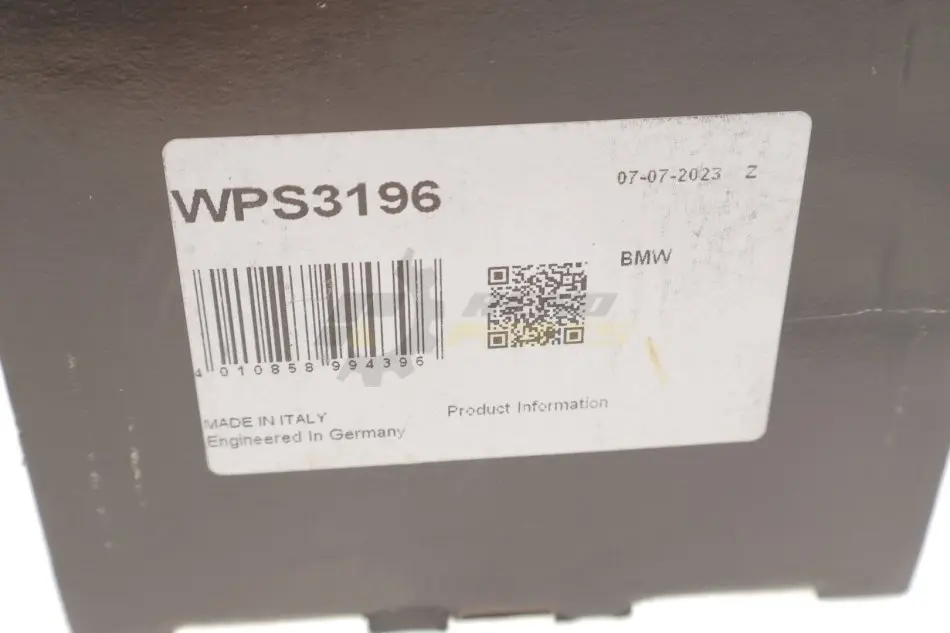 WPS3196
07-07-2023 Z
BMW
4 010858 994396
MADE IN ITALY
Engineered In Germany
Product Information